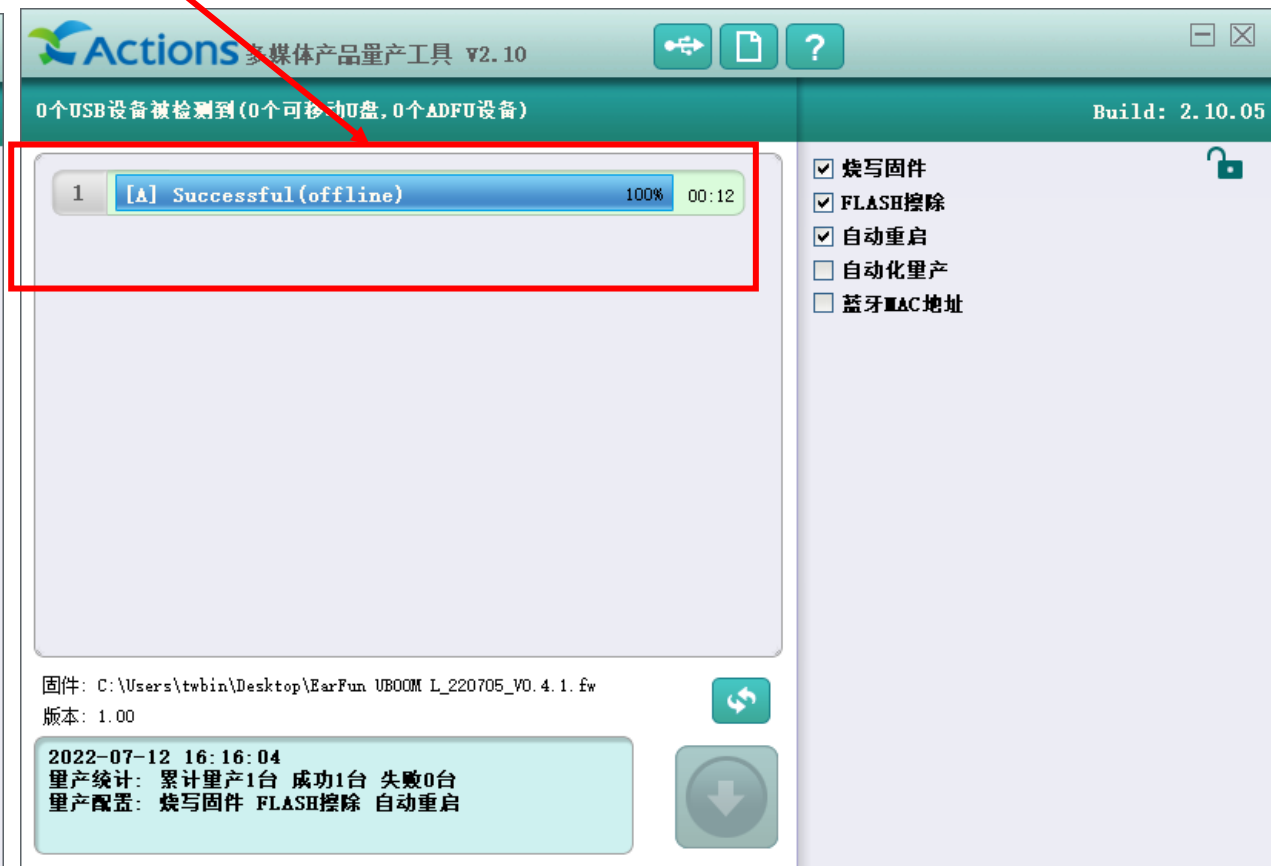 Actions 多媒体产品量产工具 V2.10
0个USB设备被检测到(0个可移动U盘,0个ADFU设备)
Build: 2.10.05
1 [A] Successful(offline) 100% 00:12
烧写固件
FLASH擦除
自动重启
自动化量产
蓝牙MAC地址
固件: C:\Users\twbin\Desktop\EarFun UBOOM L_220705_V0.4.1.fw
版本: 1.00
2022-07-12 16:16:04
量产统计: 累计量产1台 成功1台 失败0台
量产配置: 烧写固件 FLASH擦除 自动重启